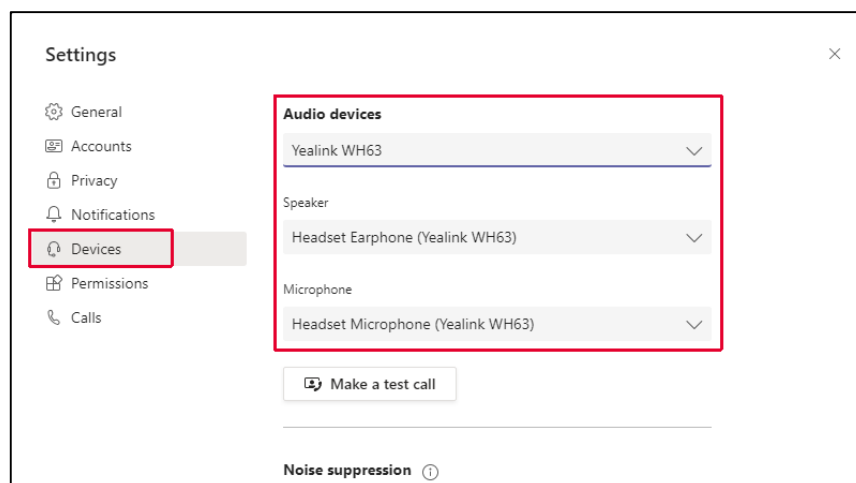 Settings
General
Accounts
Privacy
Notifications
Devices
Permissions
Calls
Audio devices
Yealink WH63
Speaker
Headset Earphone (Yealink WH63)
Microphone
Headset Microphone (Yealink WH63)
Make a test call
Noise suppression